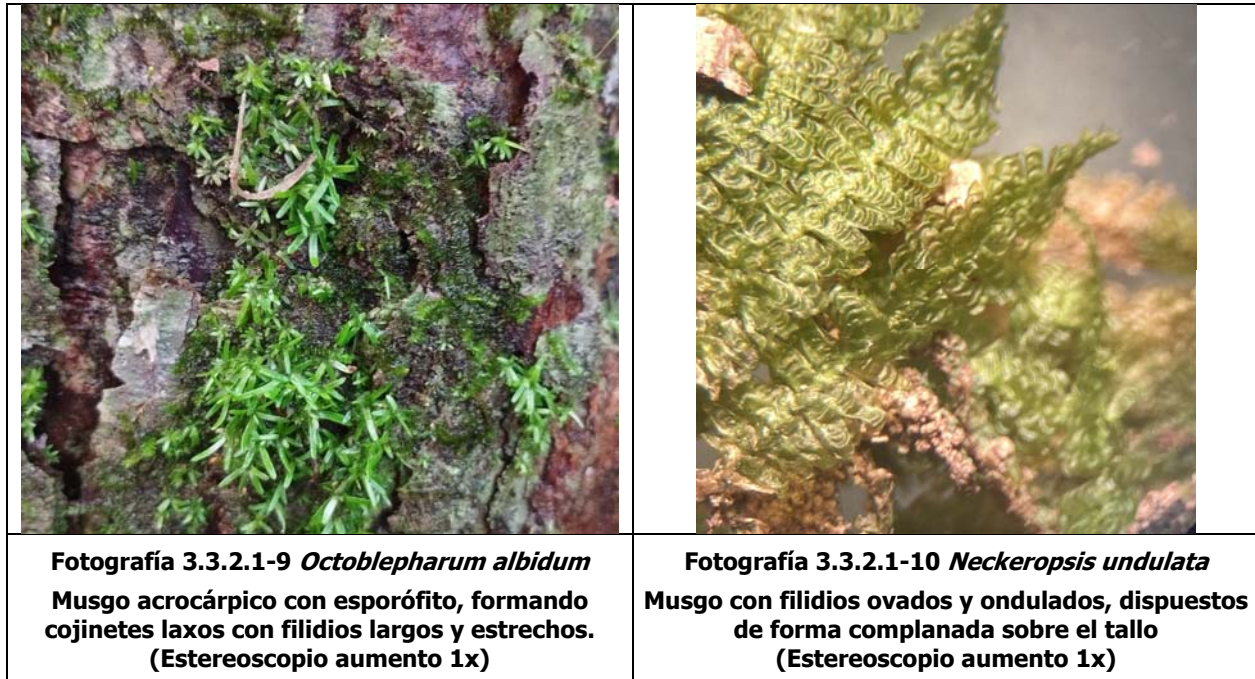 Fotografía 3.3.2.1-9 Octoblepharum albidum
Musgo acrocárpico con esporófito, formando
cojinetes laxos con filidios largos y estrechos.
(Estereoscopio aumento 1x)
Fotografía 3.3.2.1-10 Neckeropsis undulata
Musgo con filidios ovados y ondulados, dispuestos
de forma complanada sobre el tallo
(Estereoscopio aumento 1x)